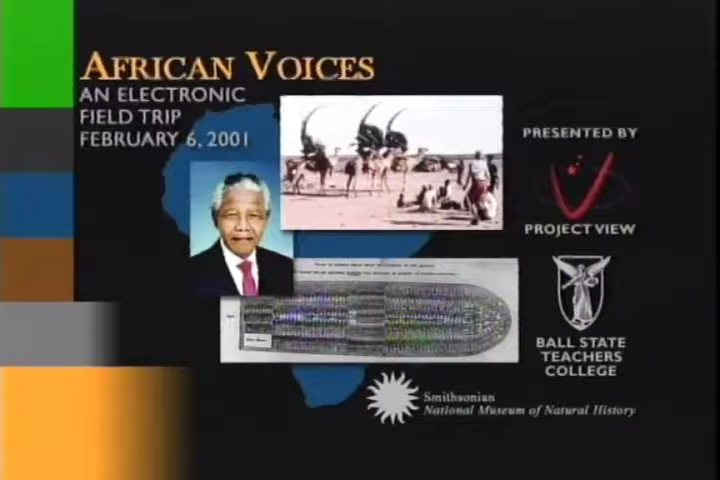 AFRICAN VOICES
AN ELECTRONIC
FIELD TRIP
FEBRUARY 6, 2001
PRESENTED BY
PROJECT VIEW
BALL STATE
TEACHERS
COLLEGE
Smithsonian
National Museum of Natural History